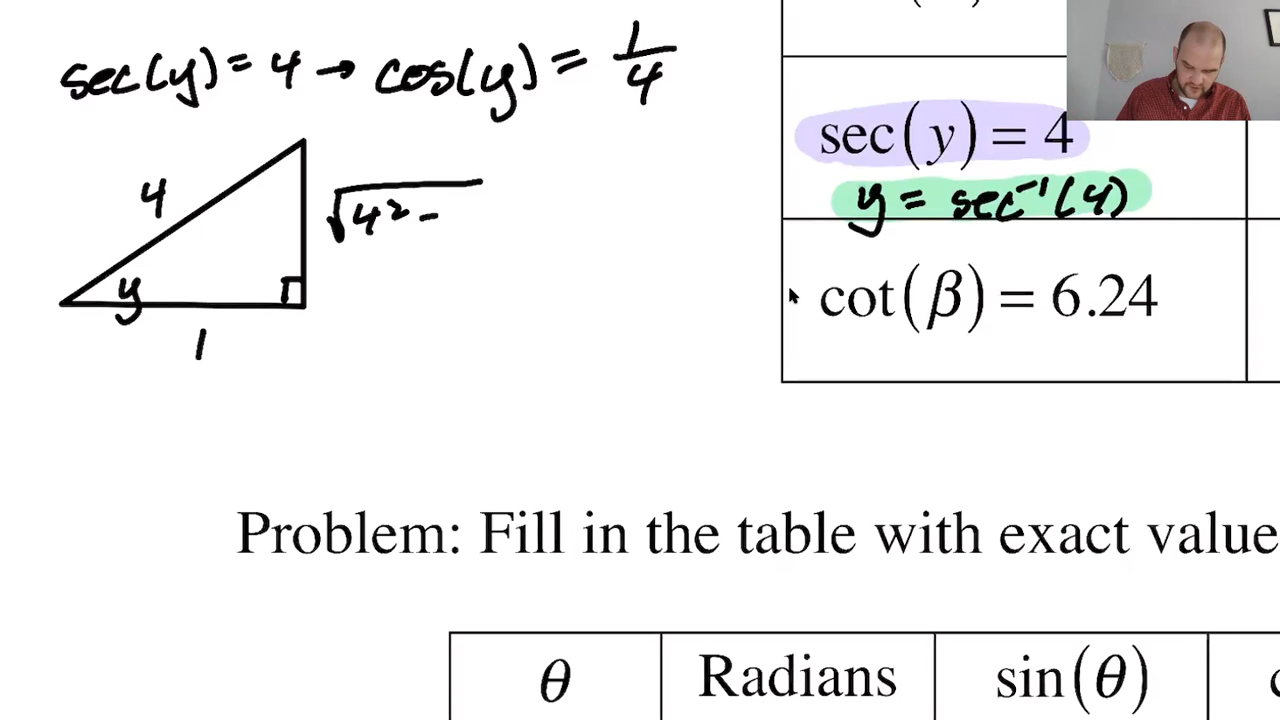 sec(y) = 4 → cos(y) = 1/4
4
√4² -
y
1
sec(y) = 4
y = sec⁻¹(4)
cot(β) = 6.24
Problem: Fill in the table with exact value
θ
Radians
sin(θ)